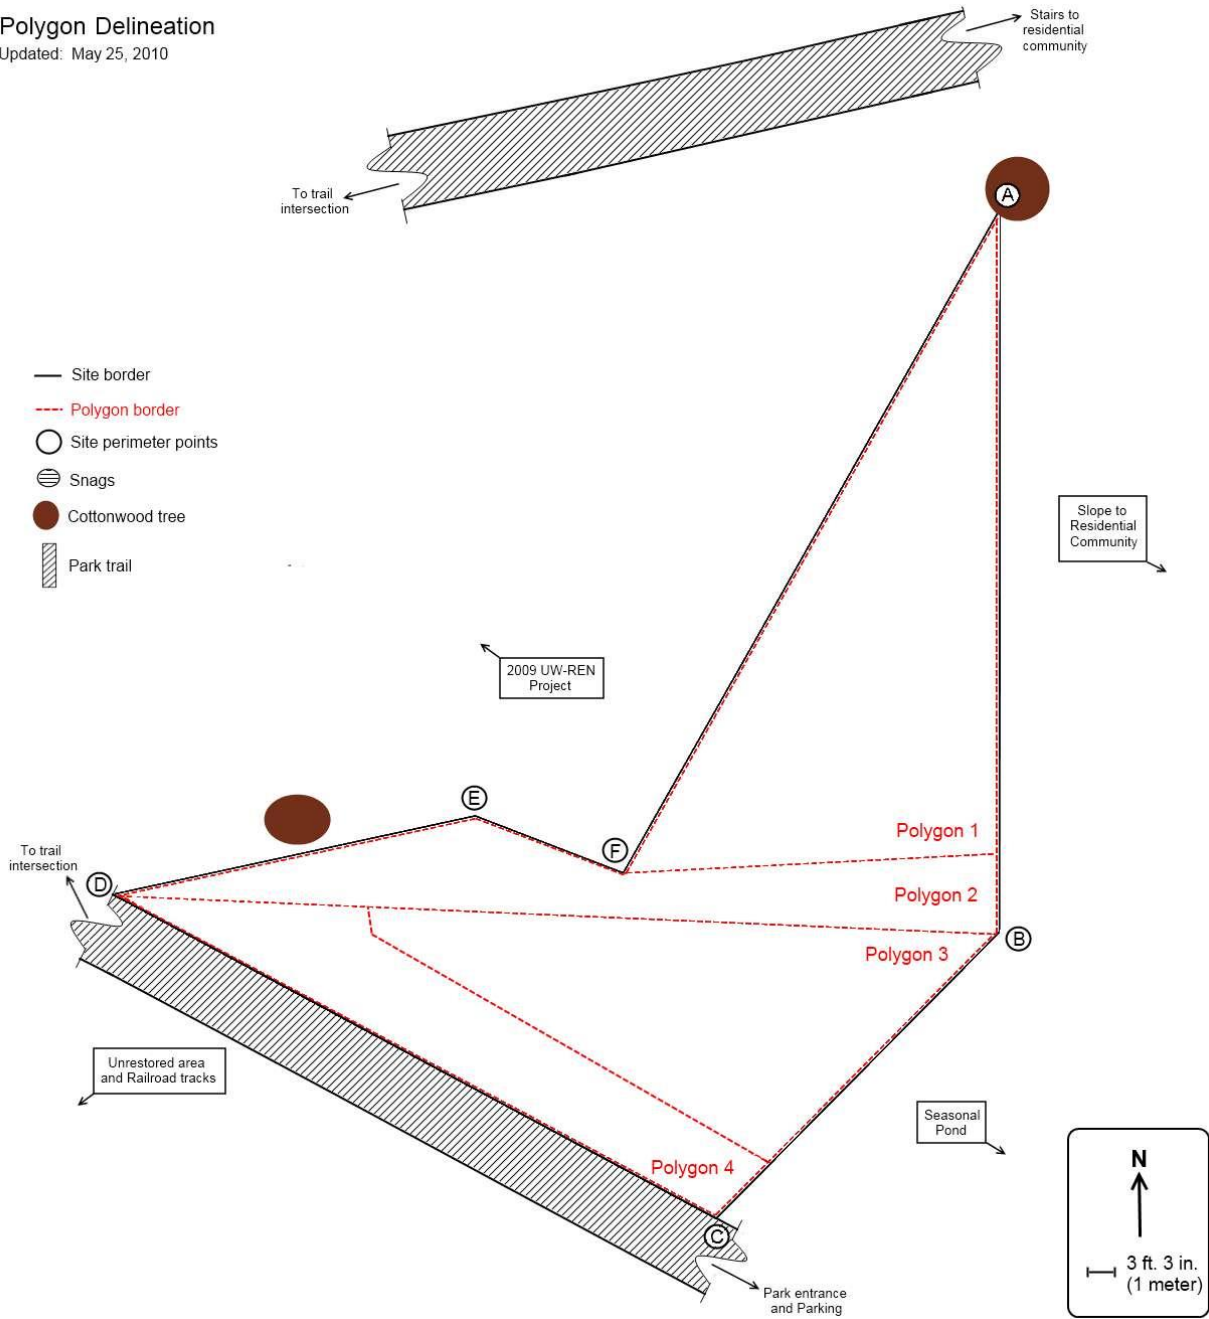 Polygon Delineation
Updated: May 25, 2010
Stairs to
residential
community
To trail
intersection
A
Site border
Polygon border
Site perimeter points
Snags
Cottonwood tree
Park trail
Slope to
Residential
Community
2009 UW-REN
Project
E
F
Polygon 1
To trail
intersection
D
Polygon 2
B
Polygon 3
Unrestored area
and Railroad tracks
Seasonal
Pond
Polygon 4
C
N
3 ft. 3 in.
(1 meter)
Park entrance
and Parking